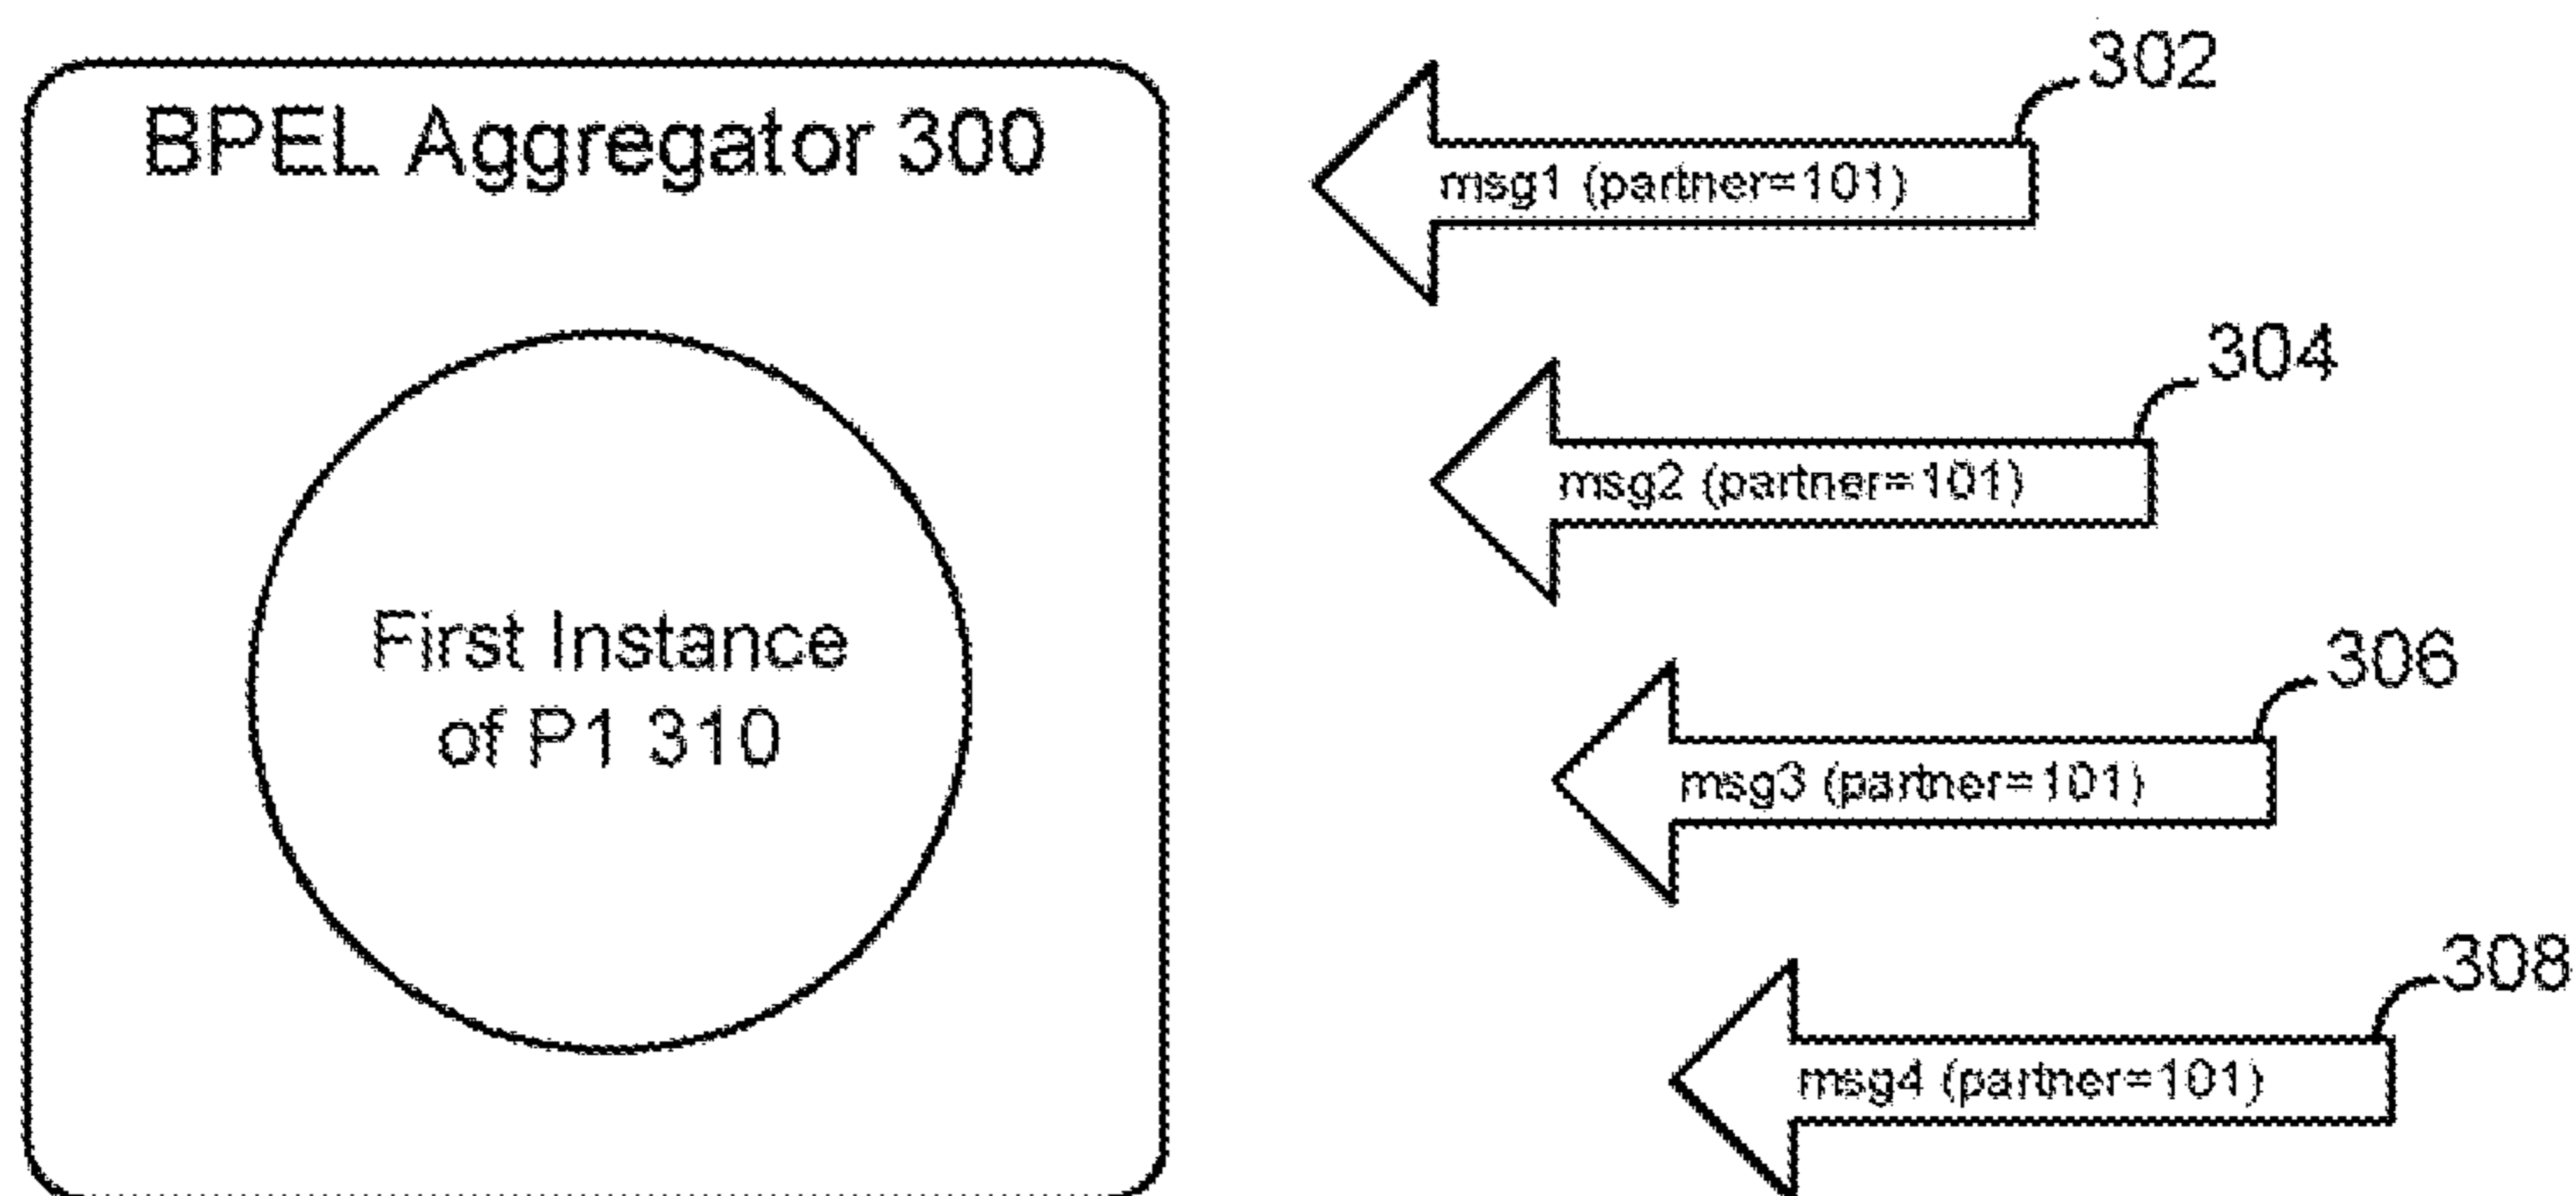 BPEL Aggregator 300
First Instance
of P1 310
302
msg1 (partner=101)
304
msg2 (partner=101)
306
msg3 (partner=101)
308
msg4 (partner=101)